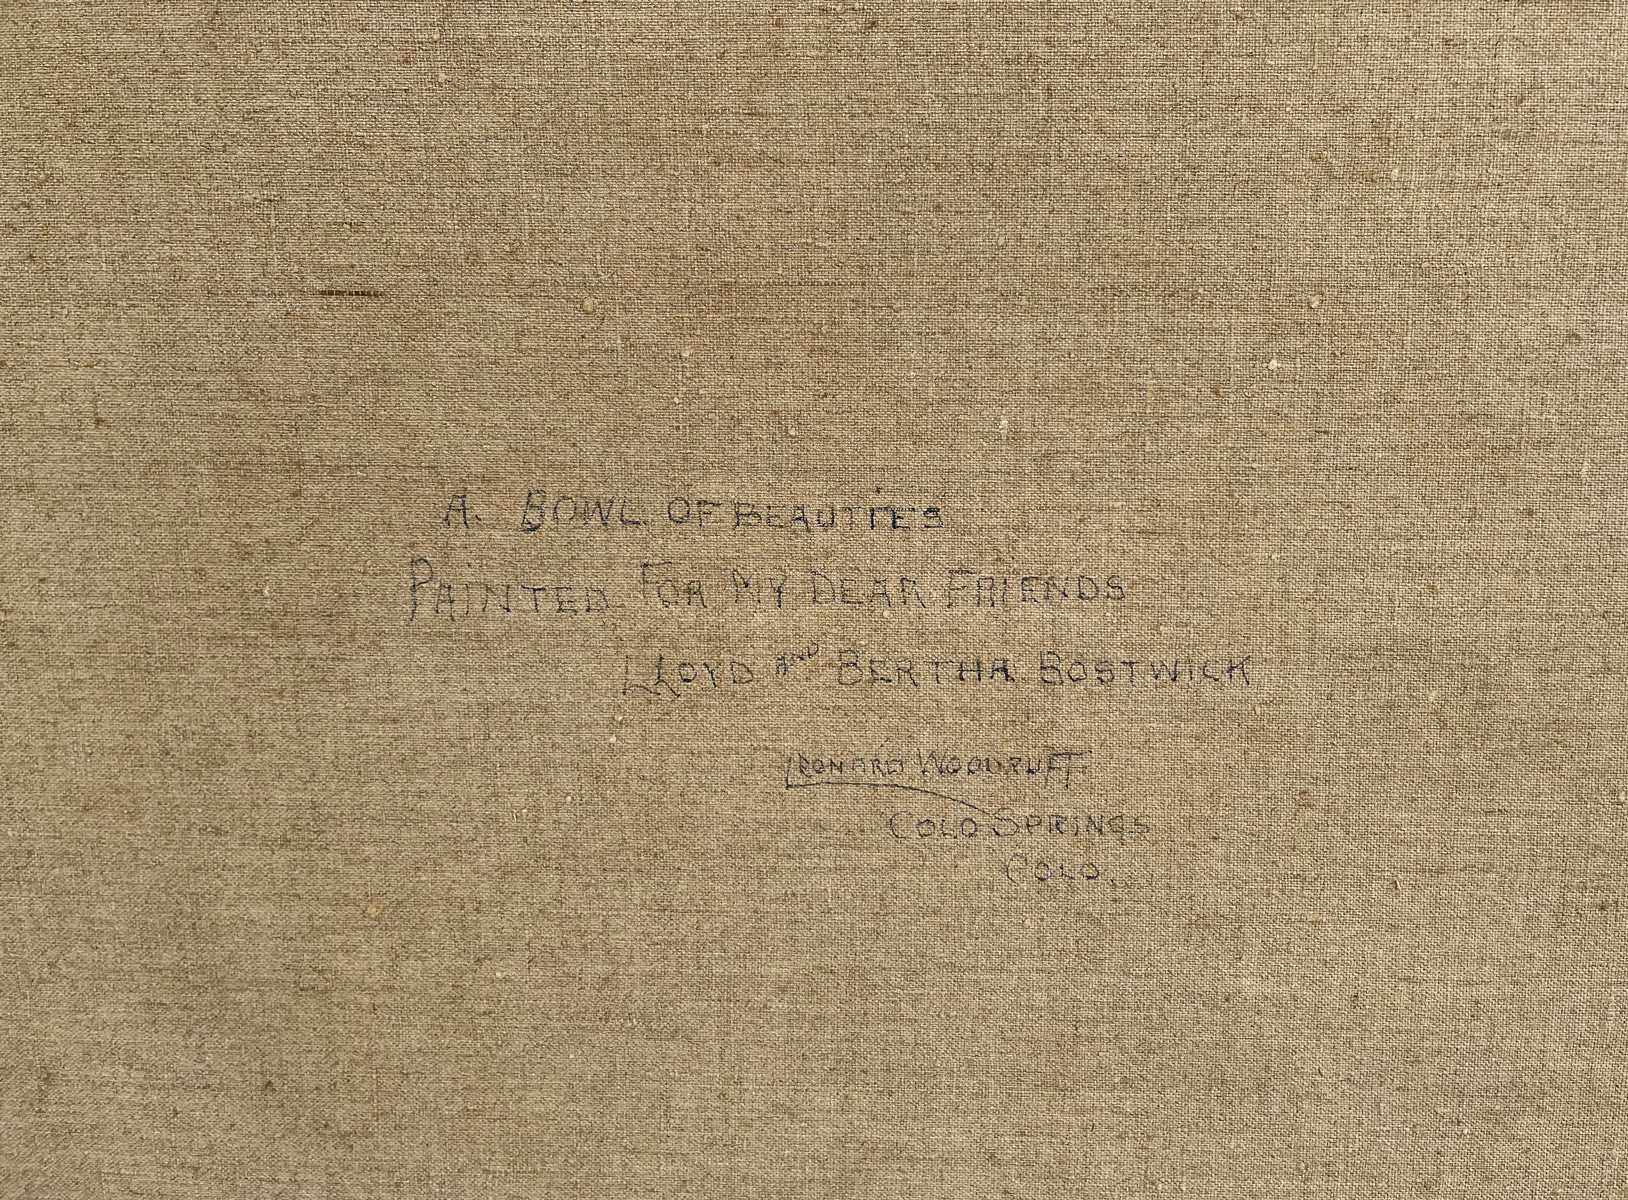 A. BOWL OF BEAUTIES
PAINTED FOR MY DEAR FRIENDS
LLOYD AND BERTHA BOSTWICK
LEONARD WOODRUFF
COLO SPRINGS
COLO.